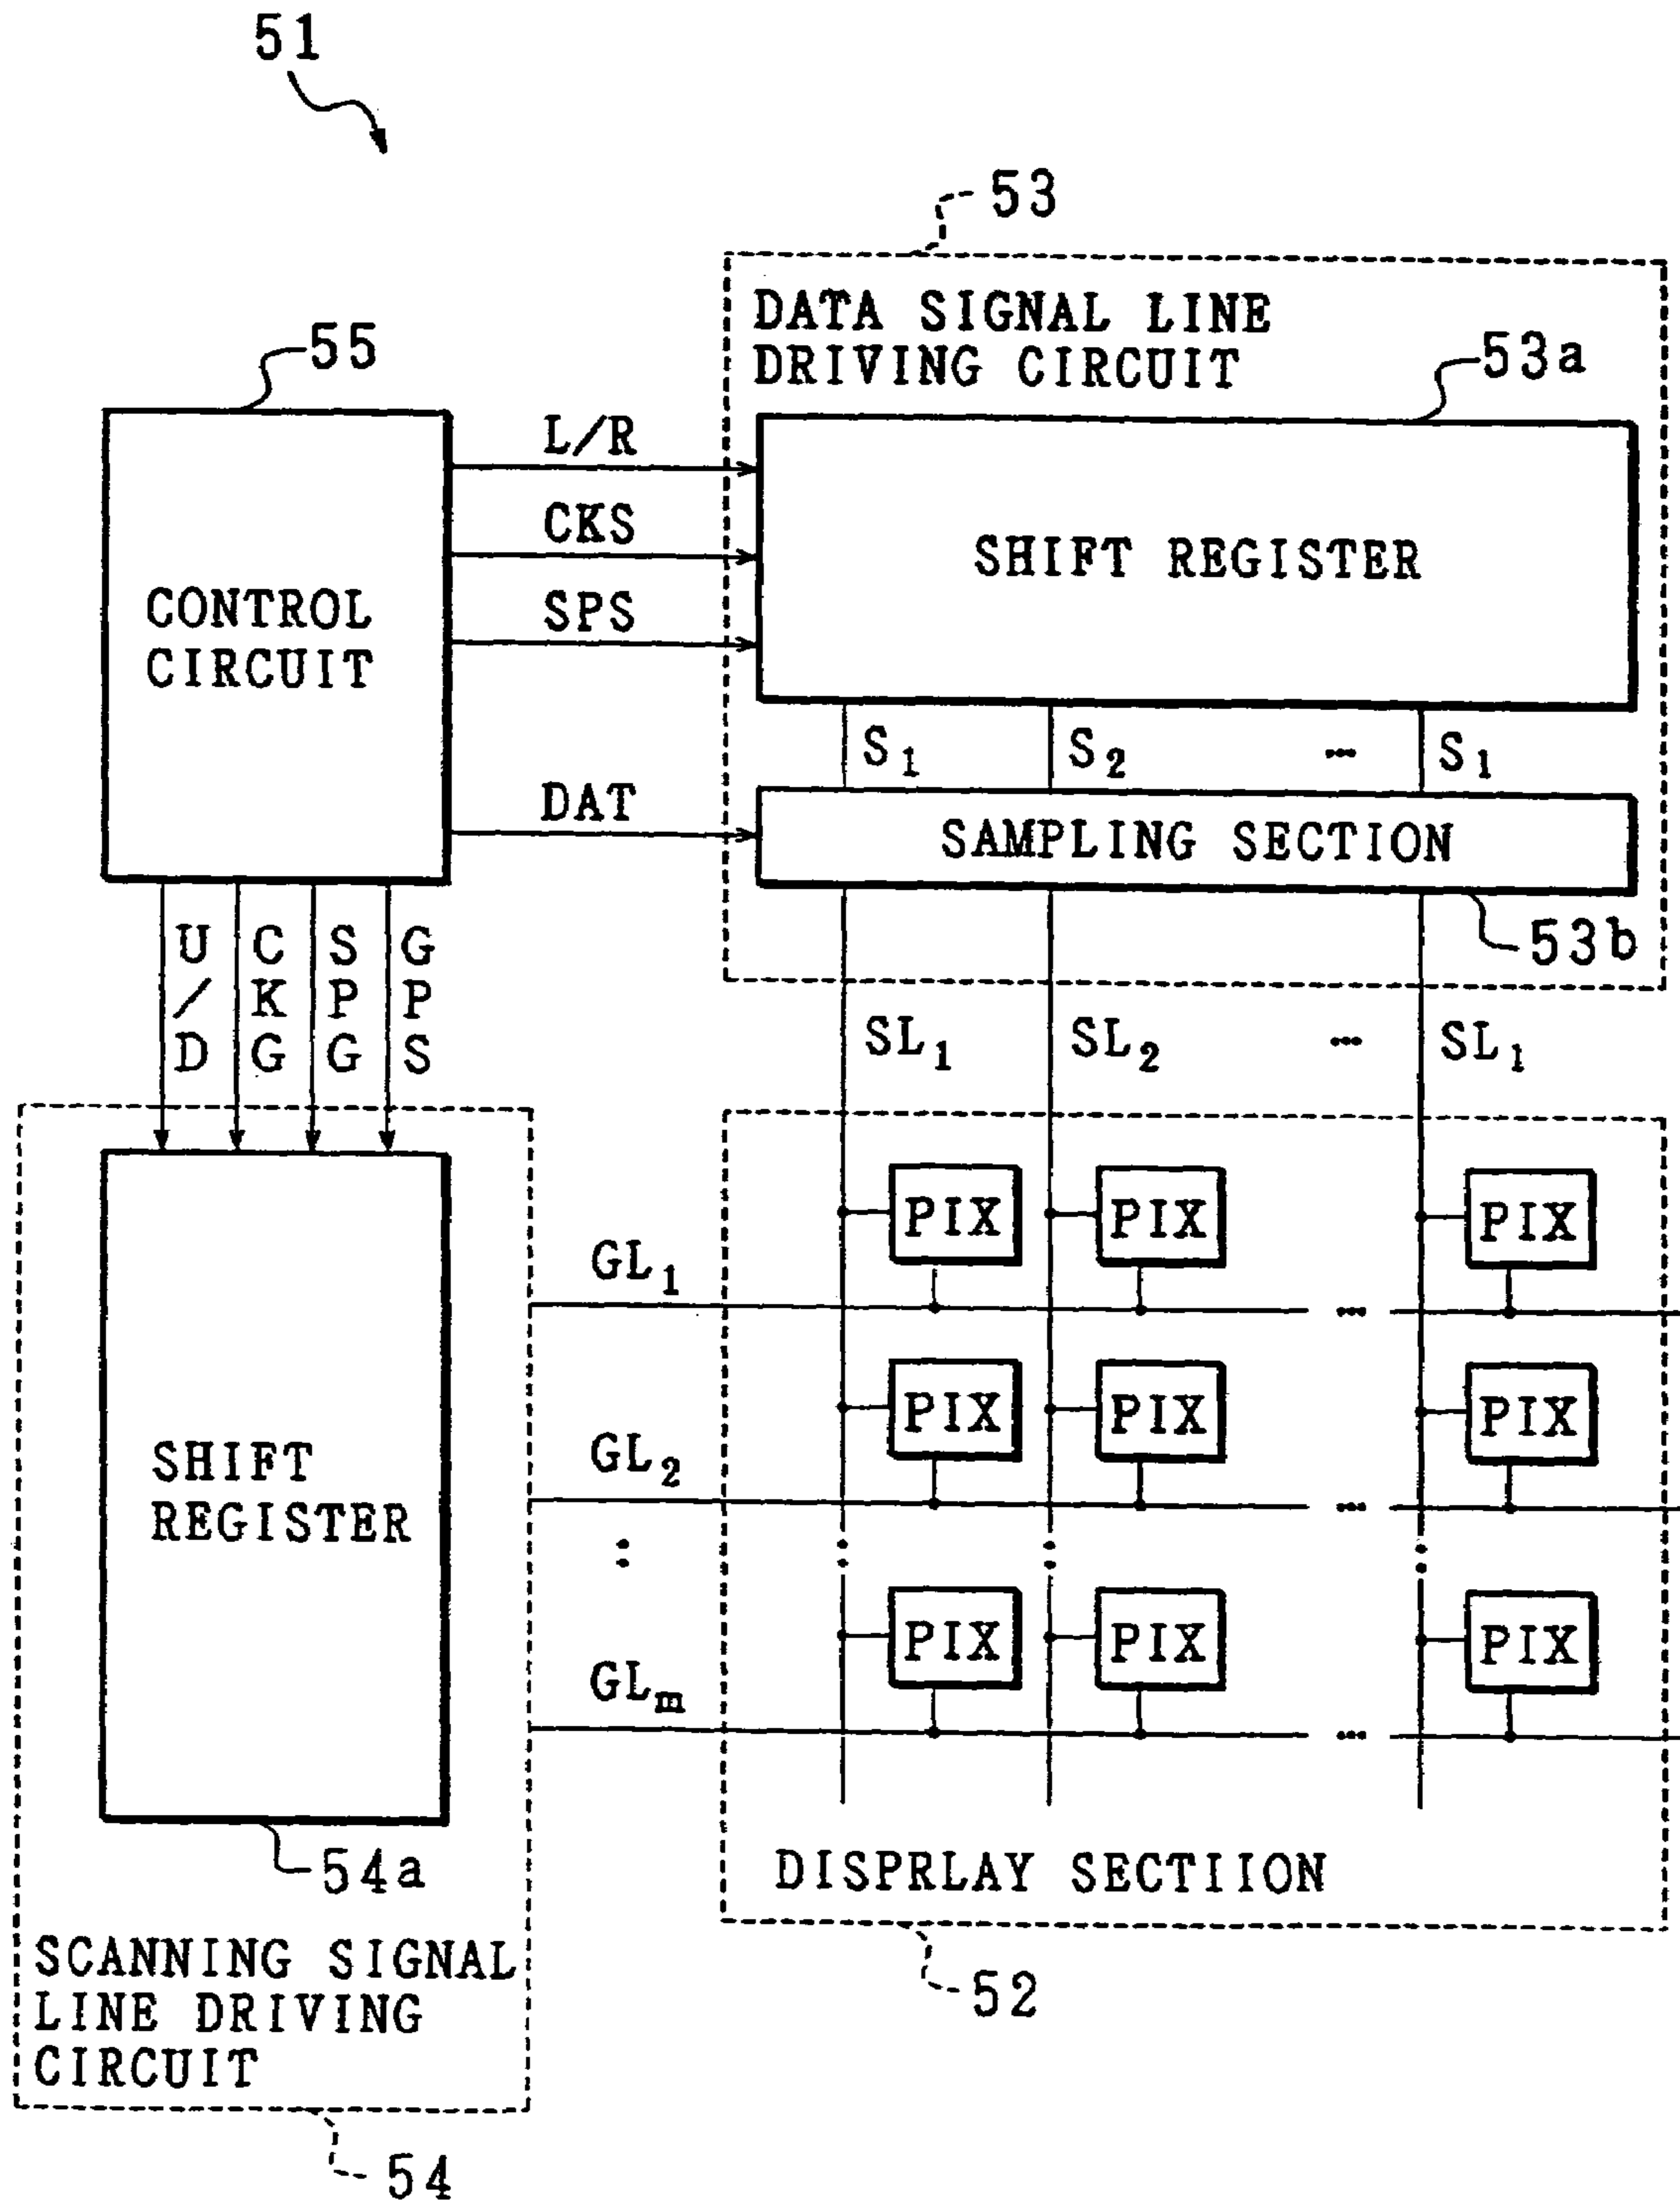 51
53
DATA SIGNAL LINE
DRIVING CIRCUIT
53a
55
CONTROL
CIRCUIT
L/R
CKS
SPS
DAT
SHIFT REGISTER
S1 S2 ... S1
SAMPLING SECTION
53b
U/D CKG SPG GPS
SL1 SL2 ... SL1
PIX PIX PIX
GL1
...
PIX PIX PIX
GL2
...
PIX PIX PIX
GLm
...
SHIFT
REGISTER
54a
DISPRLAY SECTIION
52
SCANNING SIGNAL
LINE DRIVING
CIRCUIT
54